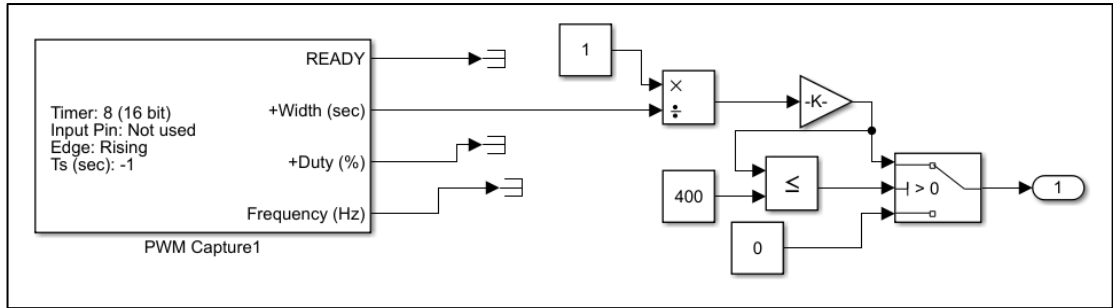 READY
Timer: 8 (16 bit)
Input Pin: Not used
Edge: Rising
Ts (sec): -1
+Width (sec)
+Duty (%)
Frequency (Hz)
PWM Capture1
1
×
÷
-K-
400
≤
> 0
0
1